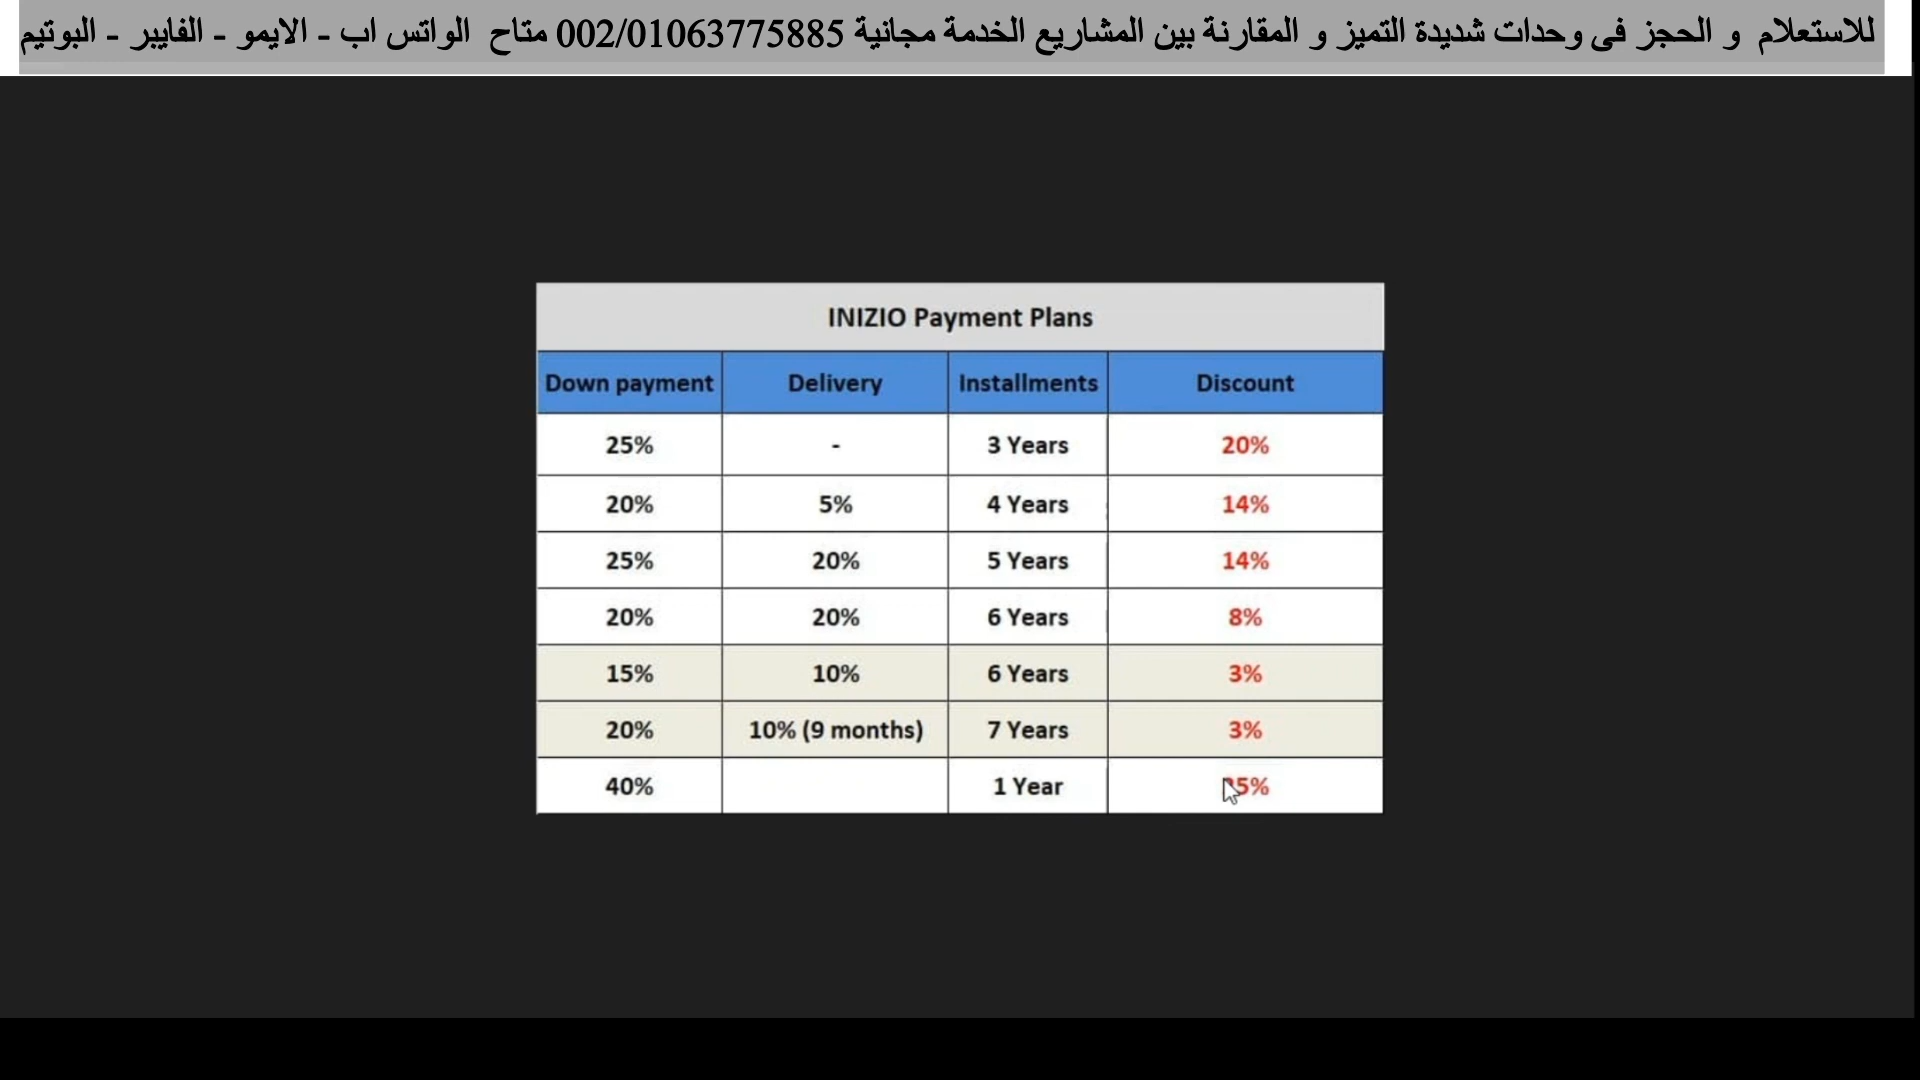 للاستعلام و الحجز فى وحدات شديدة التميز و المقارنة بين المشاريع الخدمة مجانية 002/01063775885 متاح الواتس اب - الايمو - الفايبر - البوتيم
INIZIO Payment Plans
Down payment Delivery Installments Discount
25% - 3 Years 20%
20% 5% 4 Years 14%
25% 20% 5 Years 14%
20% 20% 6 Years 8%
15% 10% 6 Years 3%
20% 10% (9 months) 7 Years 3%
40% 1 Year